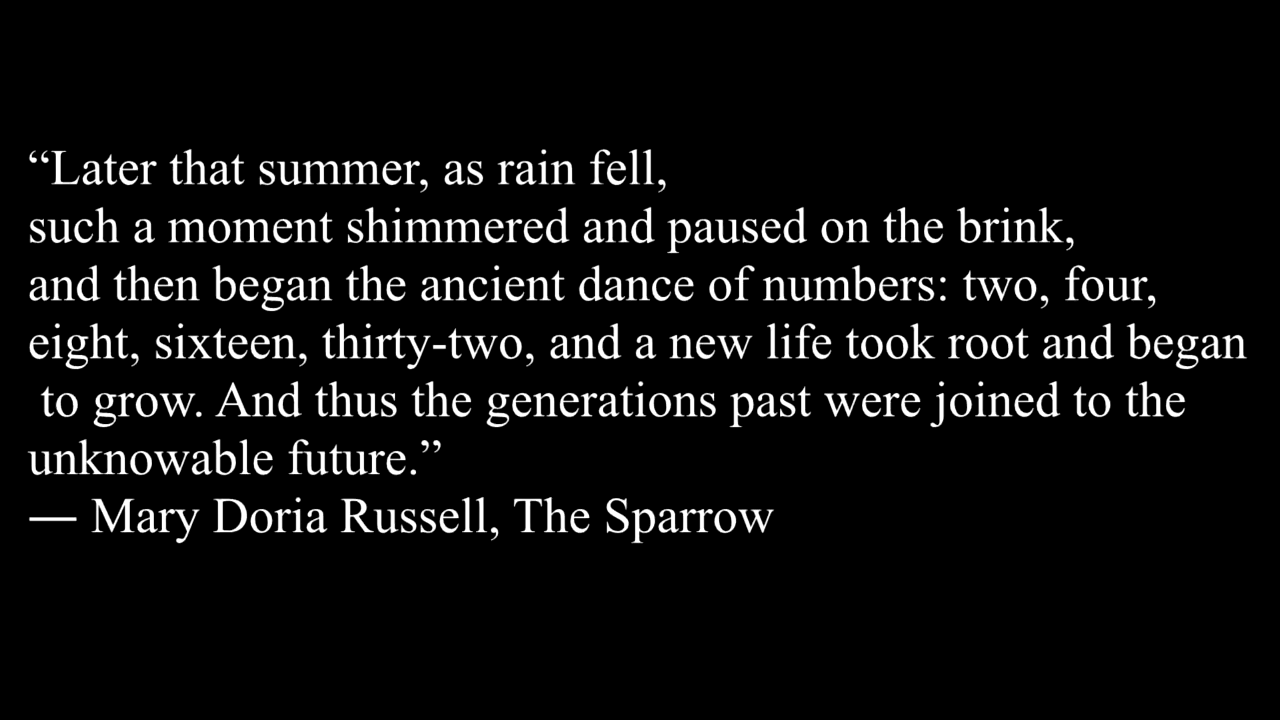 “Later that summer, as rain fell,
such a moment shimmered and paused on the brink,
and then began the ancient dance of numbers: two, four,
eight, sixteen, thirty-two, and a new life took root and began
to grow. And thus the generations past were joined to the
unknowable future.”
― Mary Doria Russell, The Sparrow